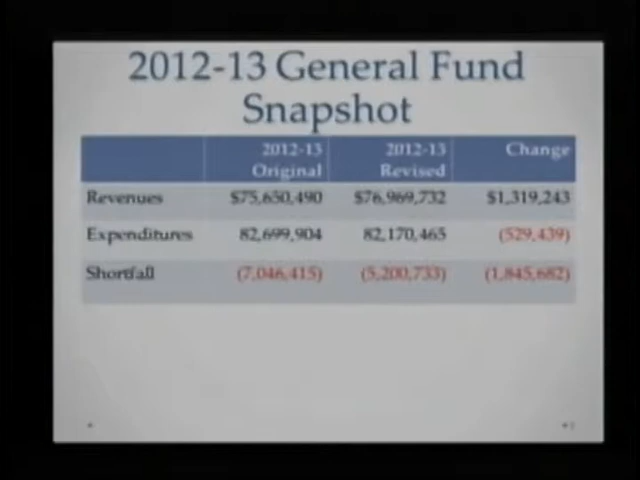 2012-13 General Fund
Snapshot
2012-13 Original
2012-13 Revised
Change
Revenues $75,650,490 $76,969,732 $1,319,243
Expenditures 82,699,904 82,170,465 (529,439)
Shortfall (7,046,415) (5,200,733) (1,845,682)